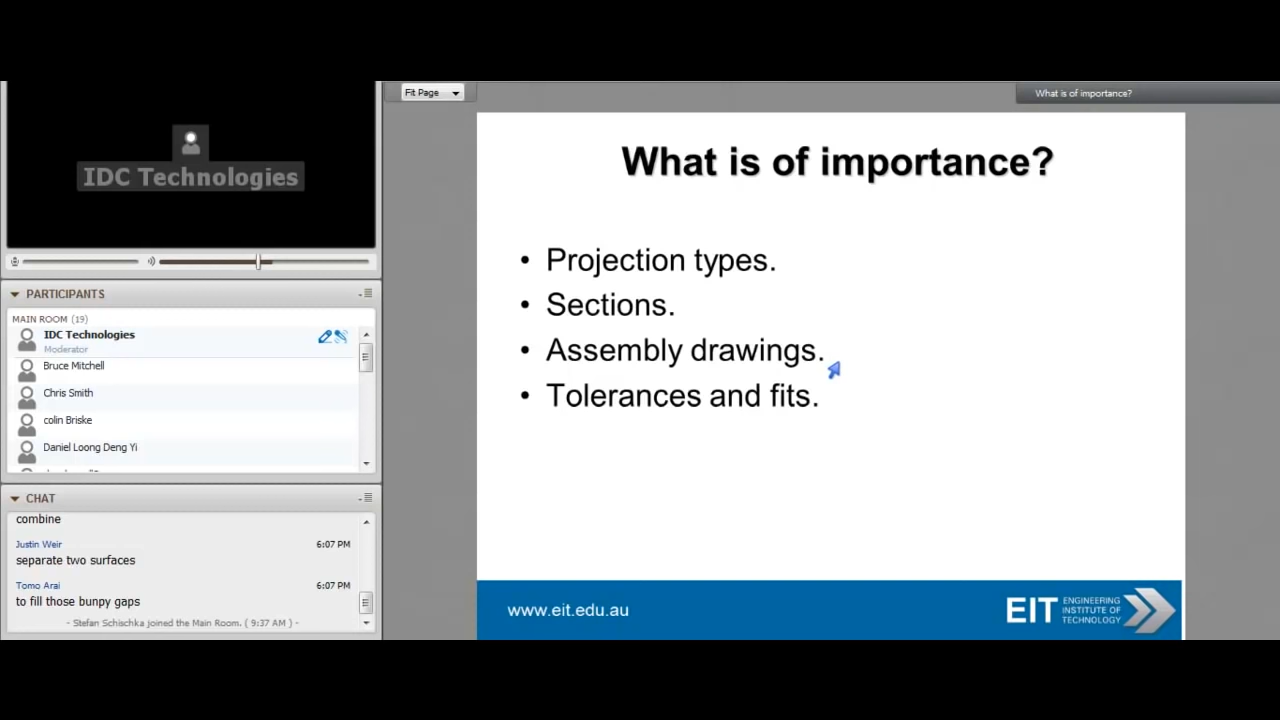 IDC Technologies
PARTICIPANTS
MAIN ROOM (19)
IDC Technologies
Moderator
Bruce Mitchell
Chris Smith
colin Briske
Daniel Loong Deng Yi
CHAT
combine
Justin Weir 6:07 PM
separate two surfaces
Tomo Arai 6:07 PM
to fill those bunpy gaps
- Stefan Schischka joined the Main Room. ( 9:37 AM ) -
Fit Page
What is of importance?
What is of importance?
• Projection types.
• Sections.
• Assembly drawings.
• Tolerances and fits.
www.eit.edu.au
EIT
ENGINEERING
INSTITUTE OF
TECHNOLOGY